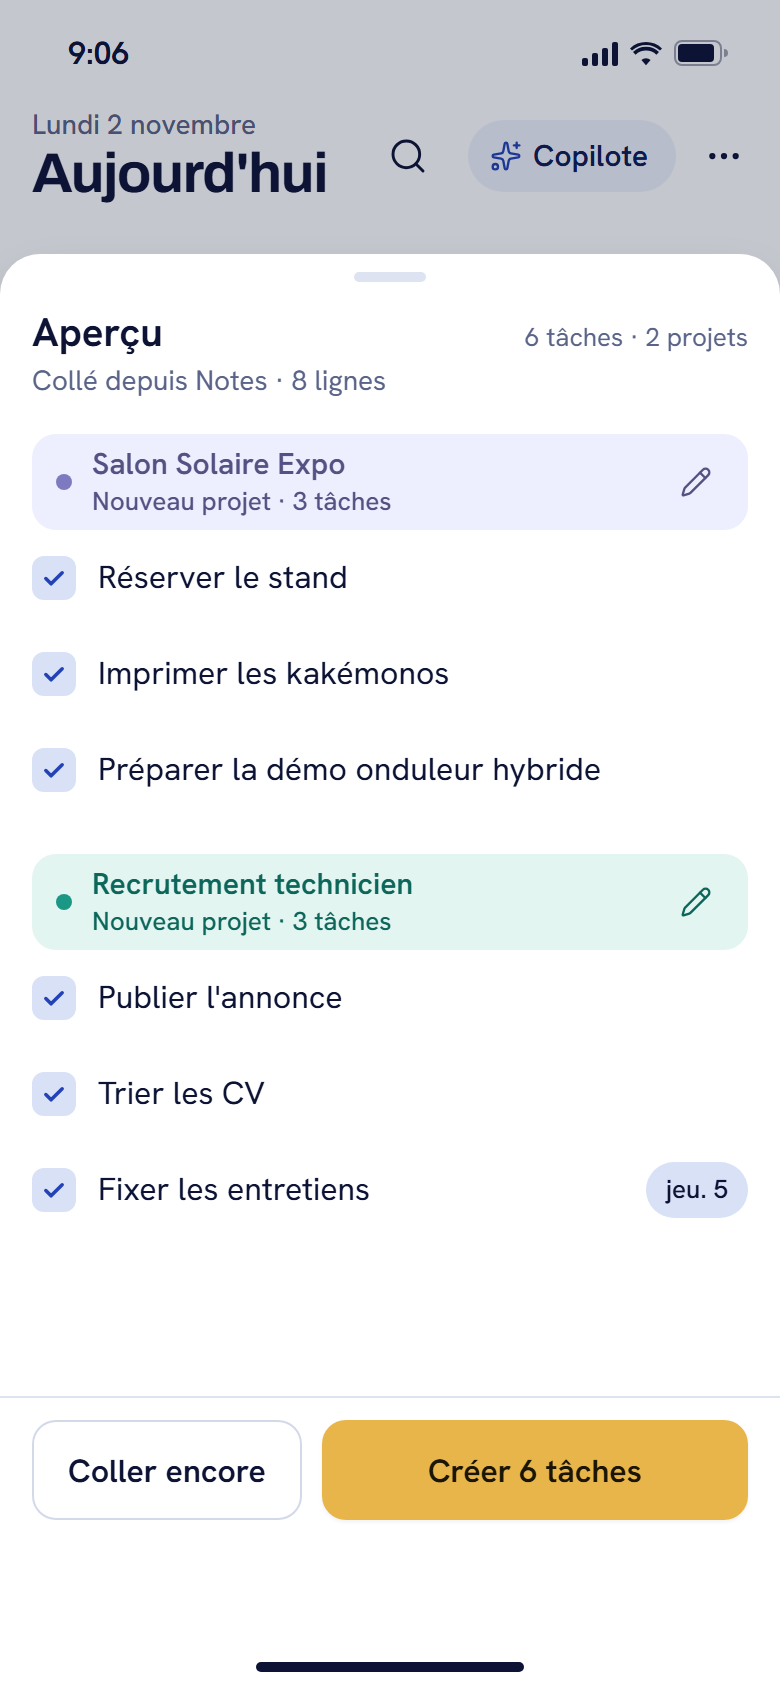 9:06
Lundi 2 novembre
Aujourd'hui
Copilote
Aperçu
6 tâches · 2 projets
Collé depuis Notes · 8 lignes
Salon Solaire Expo
Nouveau projet · 3 tâches
Réserver le stand
Imprimer les kakémonos
Préparer la démo onduleur hybride
Recrutement technicien
Nouveau projet · 3 tâches
Publier l'annonce
Trier les CV
Fixer les entretiens
jeu. 5
Coller encore
Créer 6 tâches